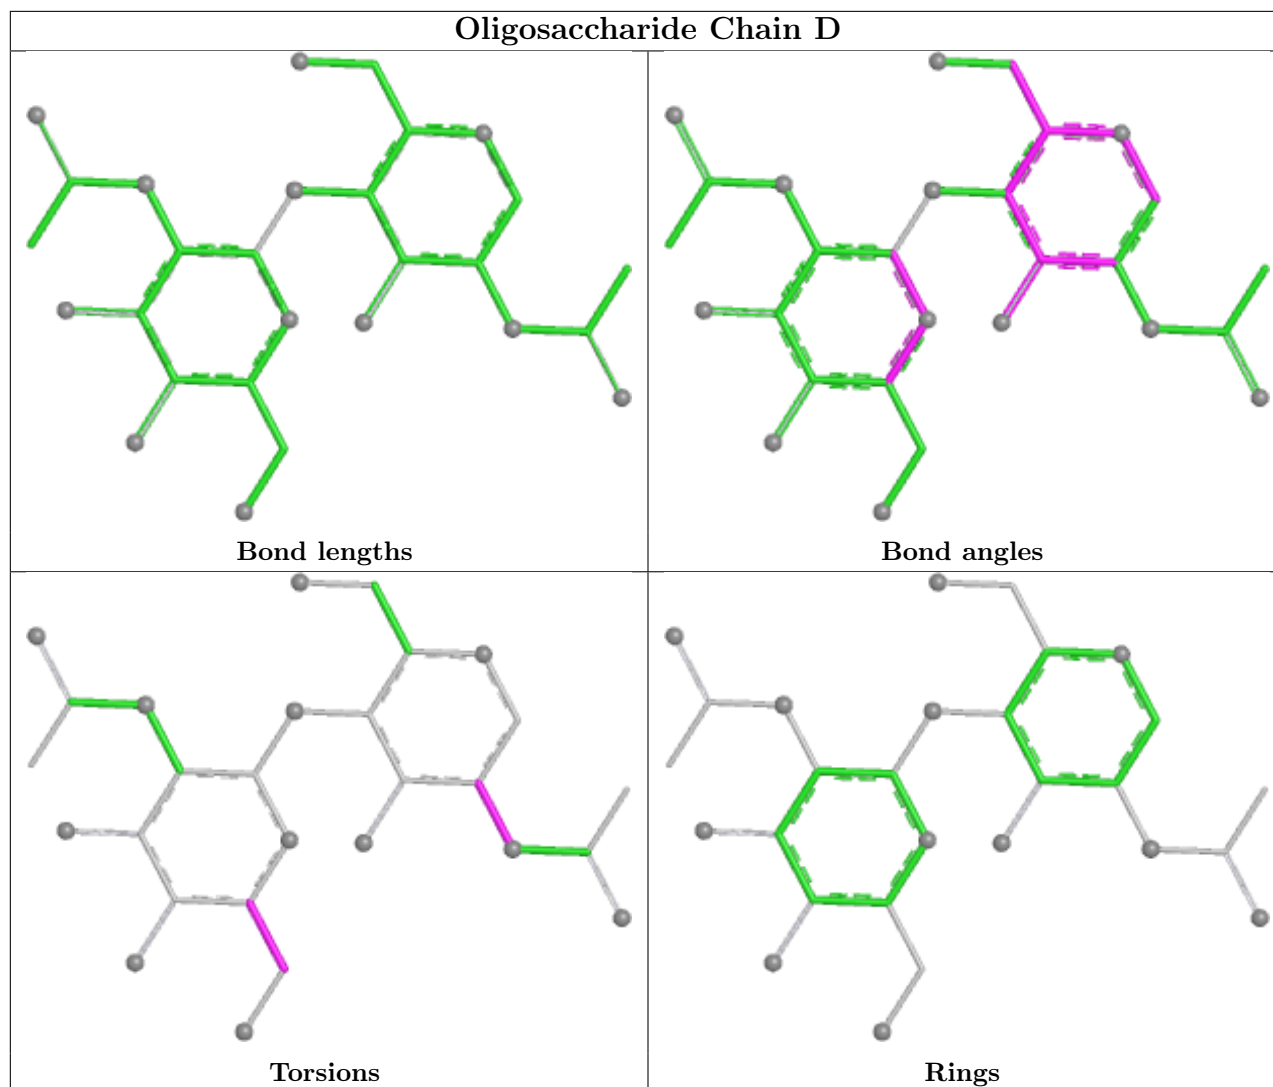 Oligosaccharide Chain D
Bond lengths
Bond angles
Torsions
Rings